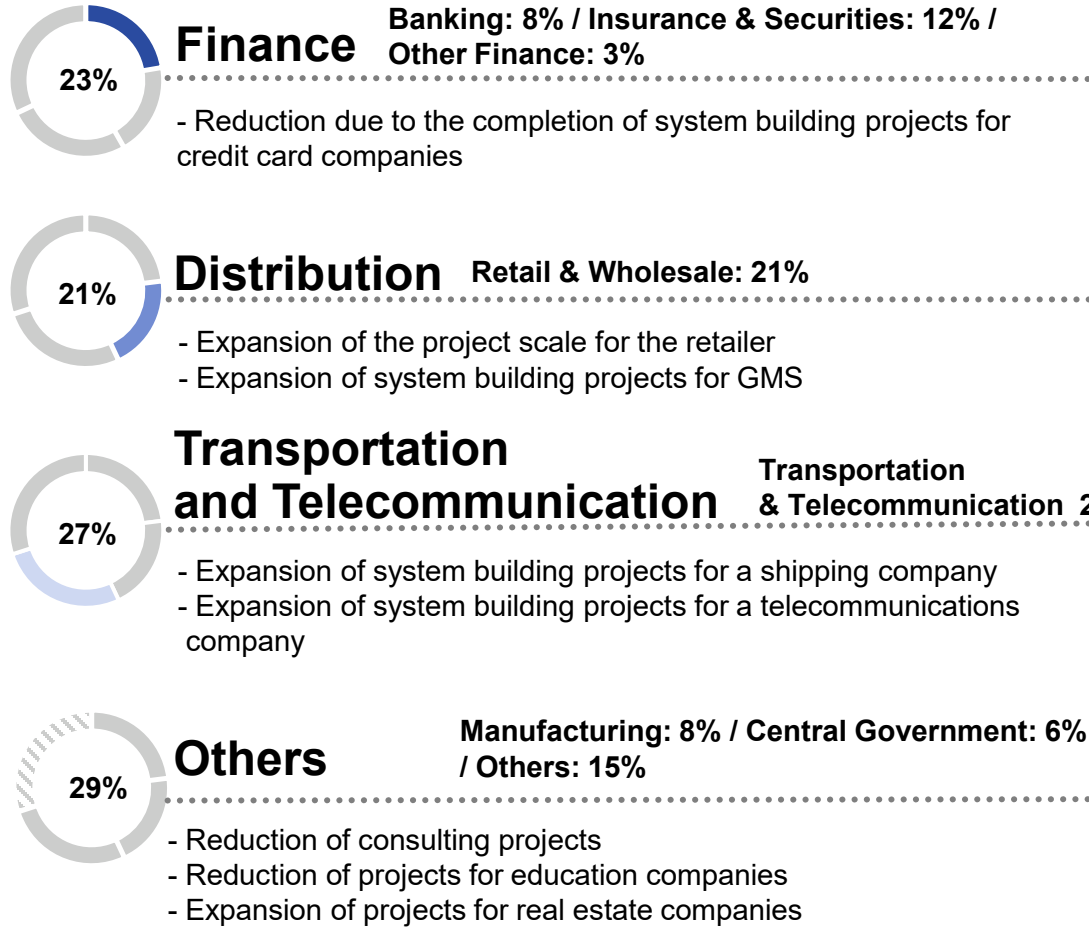 23%
Finance
Banking: 8% / Insurance & Securities: 12% /
Other Finance: 3%
- Reduction due to the completion of system building projects for
credit card companies
21%
Distribution
Retail & Wholesale: 21%
- Expansion of the project scale for the retailer
- Expansion of system building projects for GMS
27%
Transportation
and Telecommunication
Transportation
& Telecommunication
- Expansion of system building projects for a shipping company
- Expansion of system building projects for a telecommunications
company
29%
Others
Manufacturing: 8% / Central Government: 6%
/ Others: 15%
- Reduction of consulting projects
- Reduction of projects for education companies
- Expansion of projects for real estate companies